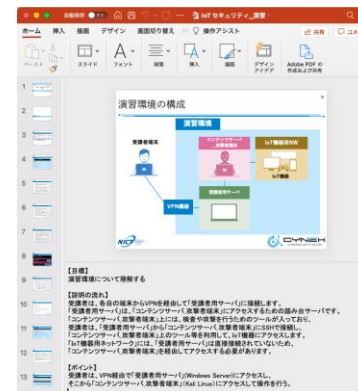 自動保存
IoT セキュリティ_演習
ホーム 挿入 描画 デザイン 画面切り替え 操作アシスト 共有
ペースト スライド フォント 段落 挿入 図形描画 デザイン アイデア Adobe PDF の 作成および共有
演習環境の構成
演習環境
受講者端末
コンテンツサーバ
攻撃者端末
IoT機器用NW
IoT機器
受講者用サーバ
VPN機器
NICT
CYNEX
1
2
3
4
5
6
7
8
9
10
11
12
13
【目標】
演習環境について理解する
【説明の流れ】
受講者は、各自の端末からVPNを経由して「受講者用サーバ」に接続します。
「受講者用サーバ」は、「コンテンツサーバ、攻撃者端末」にアクセスするための踏み台サーバです。
「コンテンツサーバ、攻撃者端末」上には、検査や攻撃を行うためのツールが入っており、
受講者は、「受講者用サーバ」から「コンテンツサーバ、攻撃者端末」にSSHで接続し、
「コンテンツサーバ、攻撃者端末」上のツール等を利用して、IoT機器にアクセスします。
「IoT機器用ネットワーク」には、「受講者用サーバ」は直接接続されていないため、
「コンテンツサーバ、攻撃者端末」を経由してアクセスする必要があります。
【ポイント】
受講者は、VPN経由で「受講者用サーバ」(Windows Server)にアクセスし、
そこから「コンテンツサーバ、攻撃者端末」(Kali Linux)にアクセスして操作を行う。